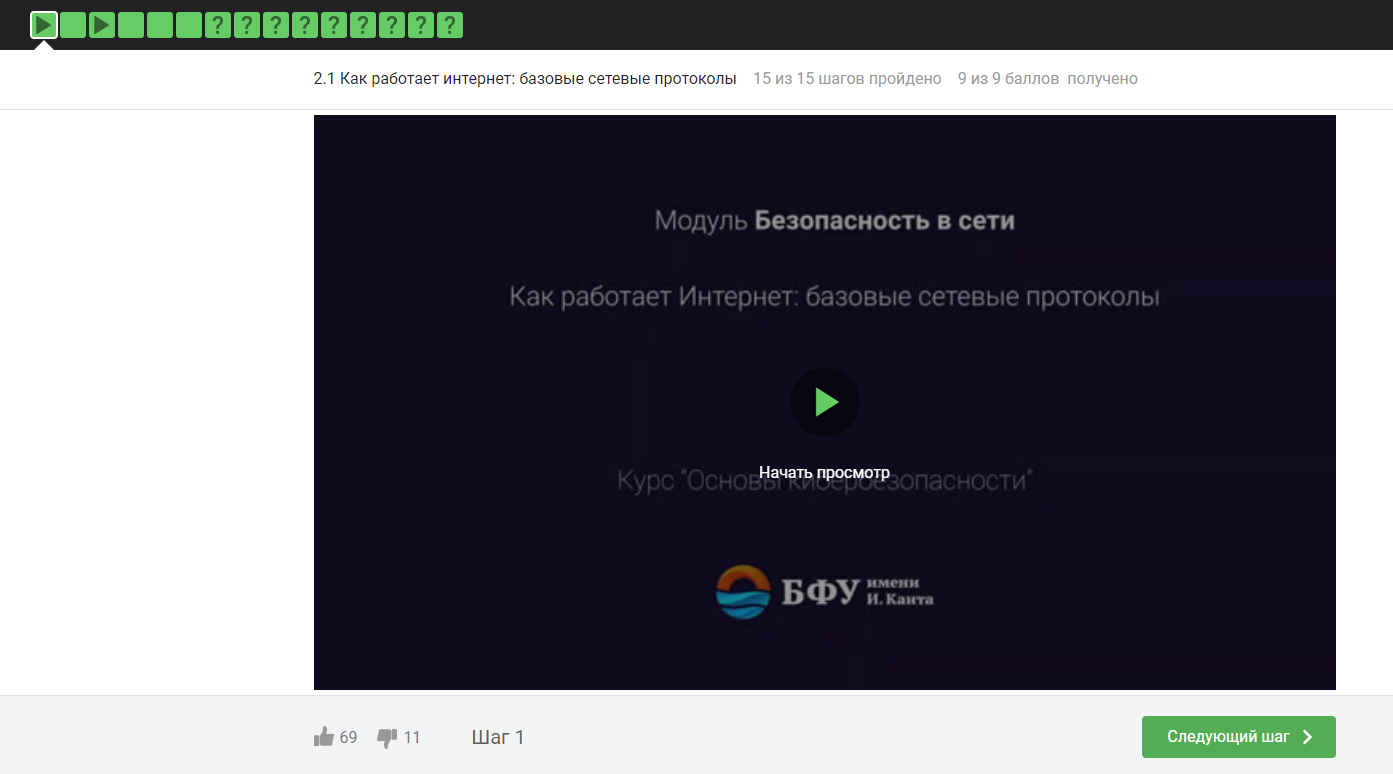 ? ? ? ? ? ? ? ? ?
2.1 Как работает интернет: базовые сетевые протоколы 15 из 15 шагов пройдено 9 из 9 баллов получено
Модуль Безопасность в сети
Как работает Интернет: базовые сетевые протоколы
Начать просмотр
Курс “Основы кибербезопасности”
БФУ имени
И. Канта
69 11 Шаг 1 Следующий шаг